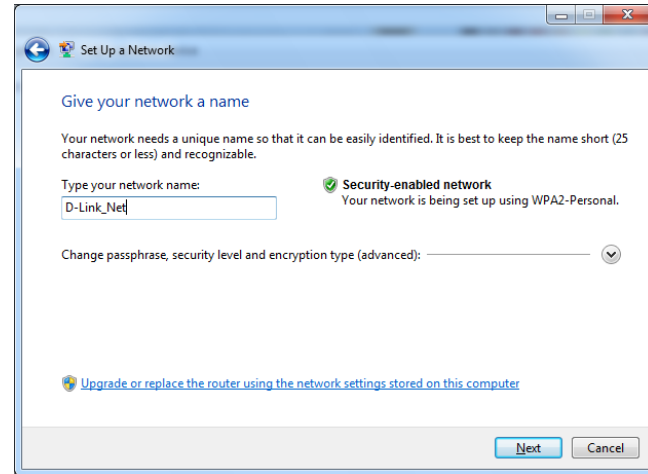 Set Up a Network
Give your network a name
Your network needs a unique name so that it can be easily identified. It is best to keep the name short (25
characters or less) and recognizable.
Type your network name:
D-Link_Net
Security-enabled network
Your network is being set up using WPA2-Personal.
Change passphrase, security level and encryption type (advanced):
Upgrade or replace the router using the network settings stored on this computer
Next
Cancel